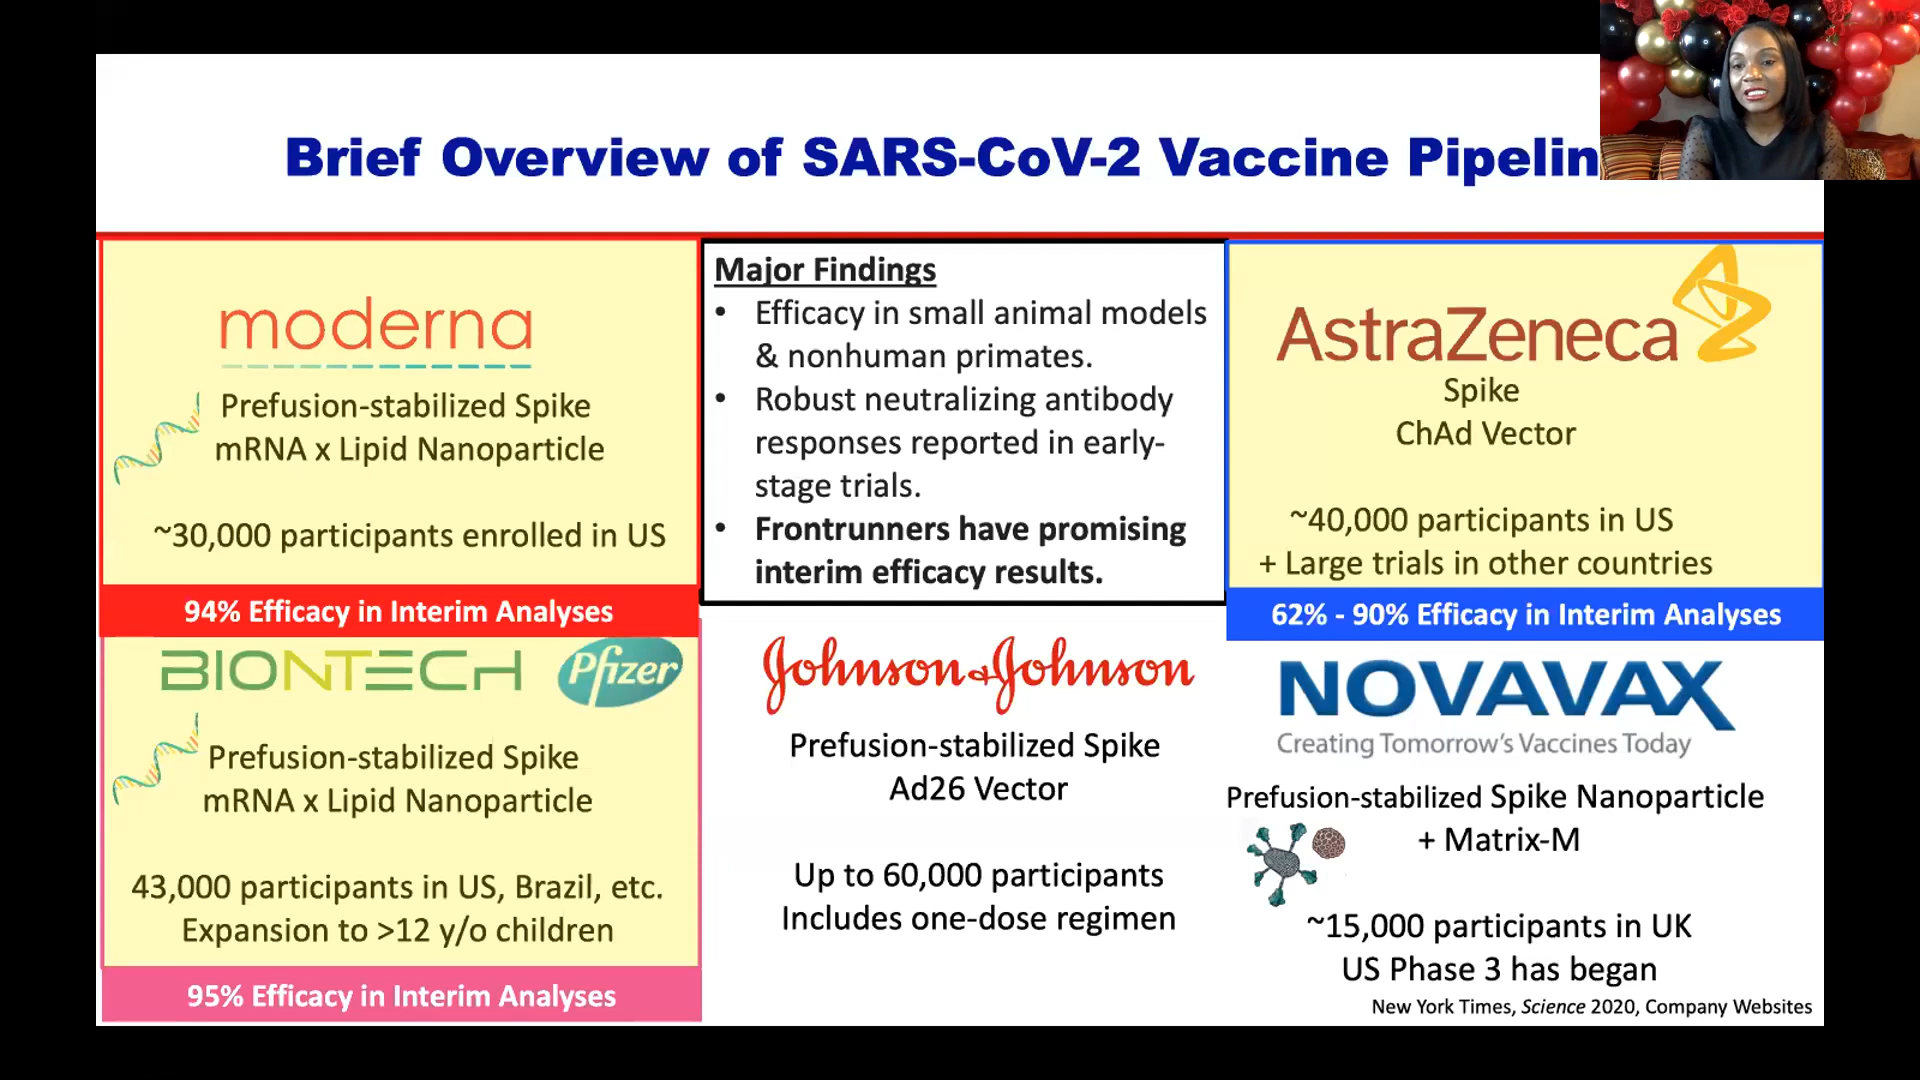 Brief Overview of SARS-CoV-2 Vaccine Pipelin
moderna
Prefusion-stabilized Spike
mRNA x Lipid Nanoparticle
~30,000 participants enrolled in US
94% Efficacy in Interim Analyses
Major Findings
• Efficacy in small animal models
& nonhuman primates.
• Robust neutralizing antibody
responses reported in early-
stage trials.
• Frontrunners have promising
interim efficacy results.
AstraZeneca
Spike
ChAd Vector
~40,000 participants in US
+ Large trials in other countries
62% - 90% Efficacy in Interim Analyses
BIONTECH Pfizer
Prefusion-stabilized Spike
mRNA x Lipid Nanoparticle
43,000 participants in US, Brazil, etc.
Expansion to >12 y/o children
95% Efficacy in Interim Analyses
Johnson & Johnson
Prefusion-stabilized Spike
Ad26 Vector
Up to 60,000 participants
Includes one-dose regimen
NOVAVAX
Creating Tomorrow's Vaccines Today
Prefusion-stabilized Spike Nanoparticle
+ Matrix-M
~15,000 participants in UK
US Phase 3 has began
New York Times, Science 2020, Company Websites